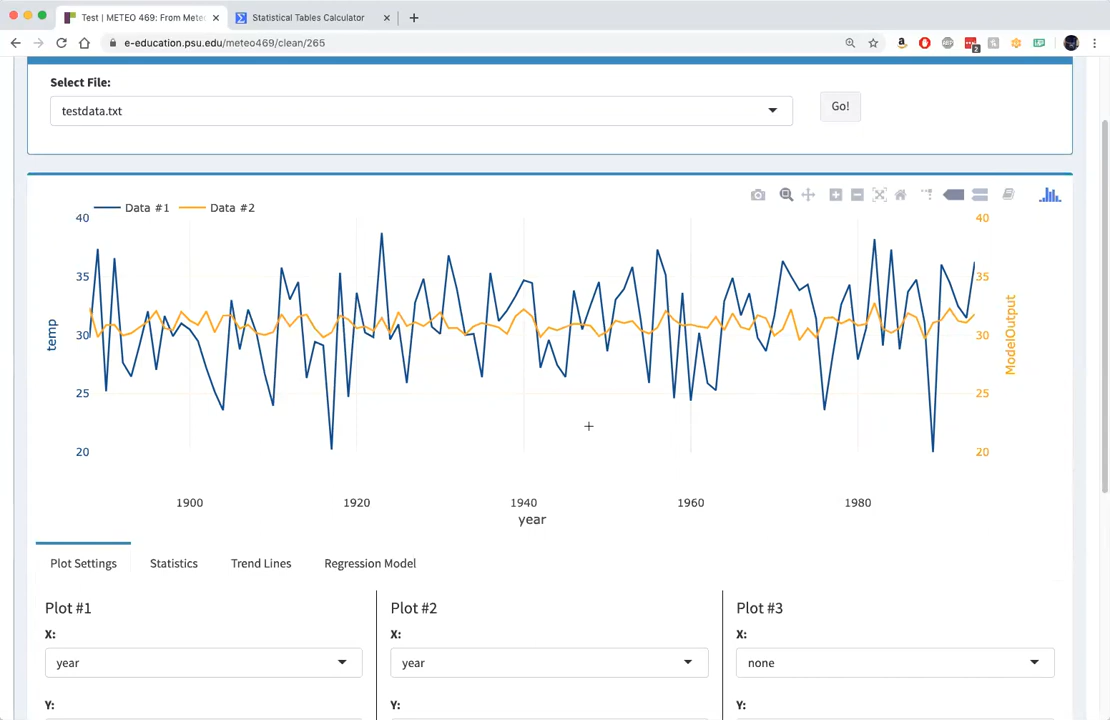 Test | METEO 469: From Mete
Statistical Tables Calculator
e-education.psu.edu/meteo469/clean/265
a
ABP
2
Select File:
testdata.txt
Go!
Data #1
Data #2
40
35
30
25
20
temp
40
35
30
25
20
ModelOutput
1900 1920 1940 1960 1980
year
Plot Settings Statistics Trend Lines Regression Model
Plot #1 Plot #2 Plot #3
X: X: X:
year year none
Y: Y: Y: